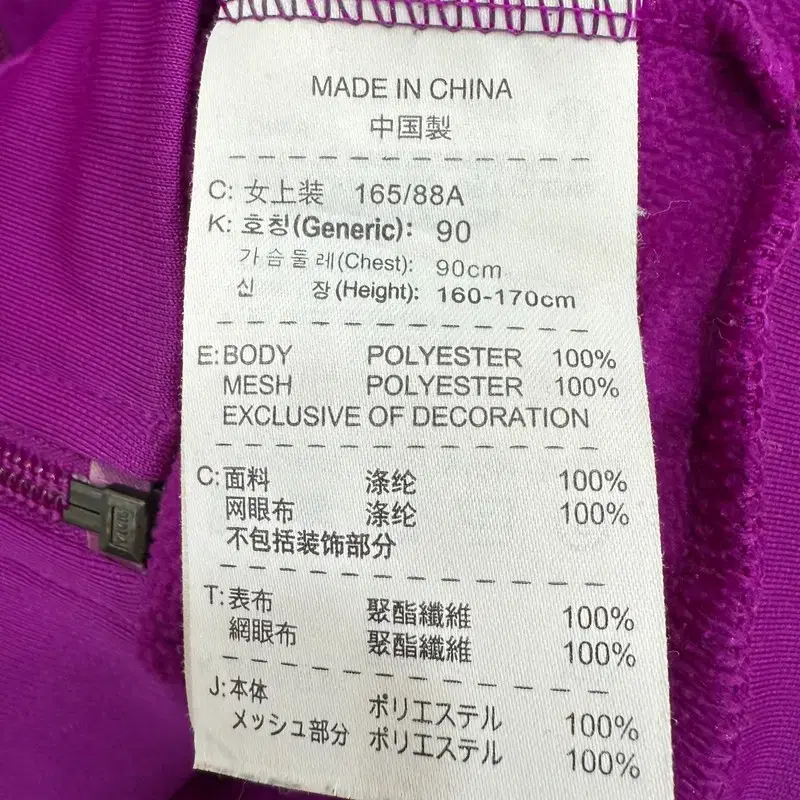 MADE IN CHINA
中国製
C: 女上装 165/88A
K: 호칭(Generic): 90
가슴둘레(Chest): 90cm
신 장(Height): 160-170cm
E:BODY POLYESTER 100%
MESH POLYESTER 100%
EXCLUSIVE OF DECORATION
C:面料 涤纶 100%
网眼布 涤纶 100%
不包括装饰部分
T:表布 聚酯纖維 100%
網眼布 聚酯纖維 100%
J:本体 ポリエステル 100%
メッシュ部分 ポリエステル 100%